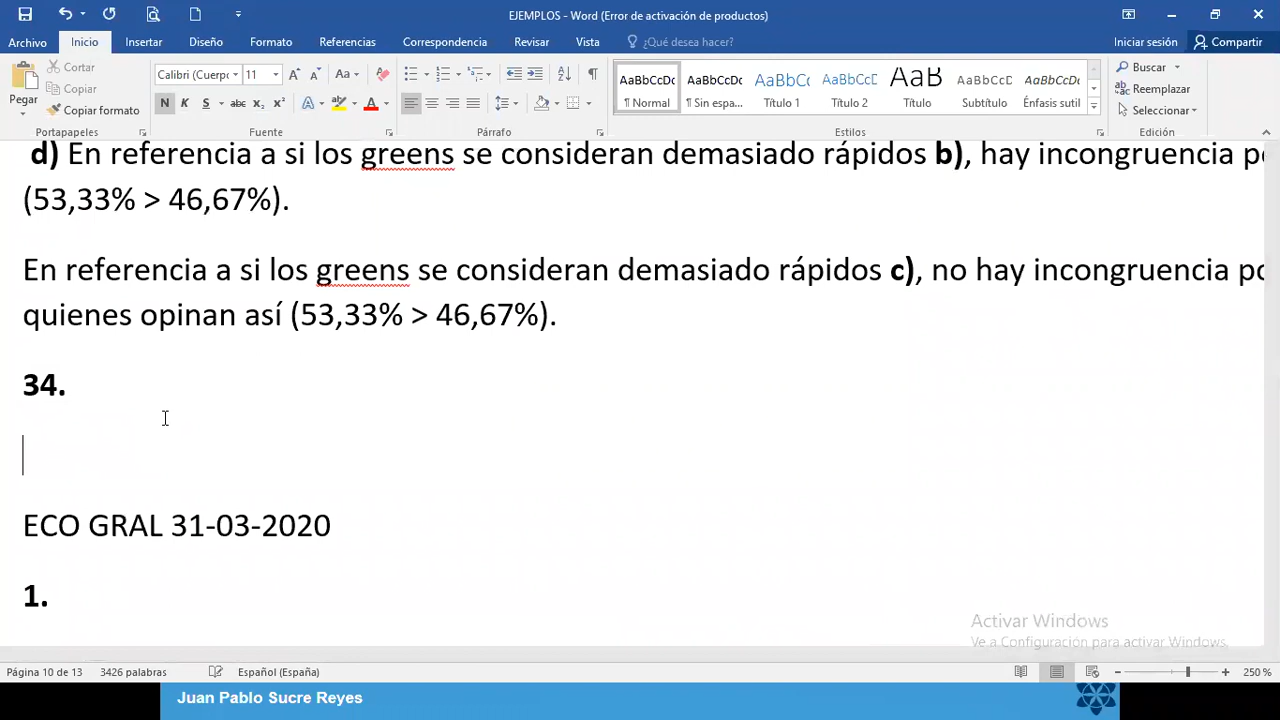 EJEMPLOS - Word (Error de activación de productos)
Archivo Inicio Insertar Diseño Formato Referencias Correspondencia Revisar Vista ¿Qué desea hacer? Iniciar sesión Compartir
Pegar
Cortar
Copiar
Copiar formato
Portapapeles
Calibri (Cuerpo 11
Aa
N K S abc x₂ x²
A A
Fuente
Párrafo
AaBbCcDc AaBbCcDc AaBbCc AaBbCcD AaB AaBbCcD AaBbCcDc
¶ Normal ¶ Sin espa... Título 1 Título 2 Título Subtítulo Énfasis sutil
Estilos
Buscar
Reemplazar
Seleccionar
Edición
d) En referencia a si los greens se consideran demasiado rápidos b), hay incongruencia
(53,33% > 46,67%).
En referencia a si los greens se consideran demasiado rápidos c), no hay incongruencia
quienes opinan así (53,33% > 46,67%).
34.
ECO GRAL 31-03-2020
1.
Activar Windows
Ve a Configuración para activar Windows.
Página 10 de 13 3426 palabras Español (España) 250 %
Juan Pablo Sucre Reyes